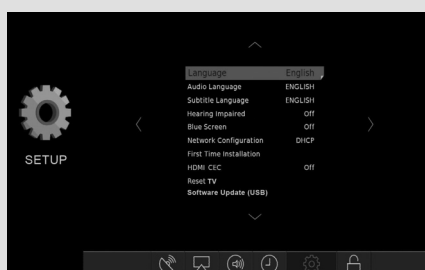 Language English
Audio Language ENGLISH
Subtitle Language ENGLISH
Hearing Impaired Off
Blue Screen Off
Network Configuration DHCP
First Time Installation
HDMI CEC Off
Reset TV
Software Update (USB)
SETUP